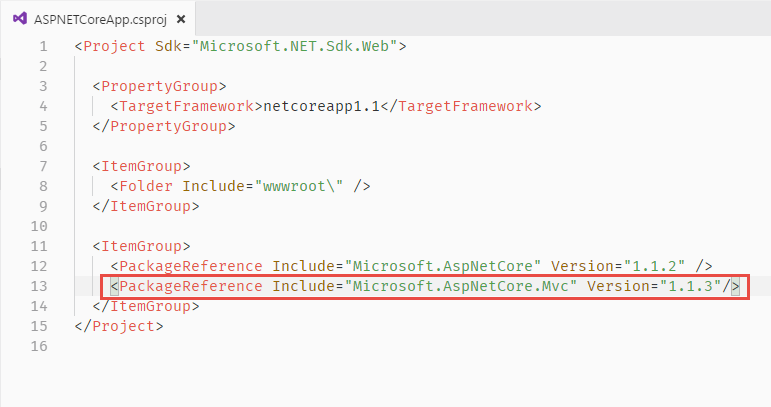 ASPNETCoreApp.csproj ×
1 <Project Sdk="Microsoft.NET.Sdk.Web">
2
3   <PropertyGroup>
4     <TargetFramework>netcoreapp1.1</TargetFramework>
5   </PropertyGroup>
6
7   <ItemGroup>
8     <Folder Include="wwwroot\" />
9   </ItemGroup>
10
11   <ItemGroup>
12     <PackageReference Include="Microsoft.AspNetCore" Version="1.1.2" />
13     <PackageReference Include="Microsoft.AspNetCore.Mvc" Version="1.1.3"/>
14   </ItemGroup>
15 </Project>
16